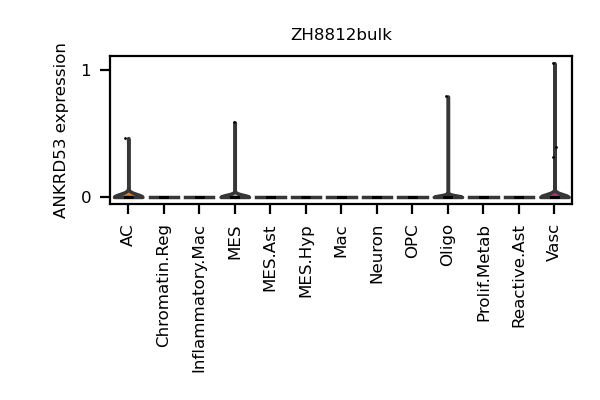 ZH8812bulk
ANKRD53 expression
1
0
AC
Chromatin.Reg
Inflammatory.Mac
MES
MES.Ast
MES.Hyp
Mac
Neuron
OPC
Oligo
Prolif.Metab
Reactive.Ast
Vasc